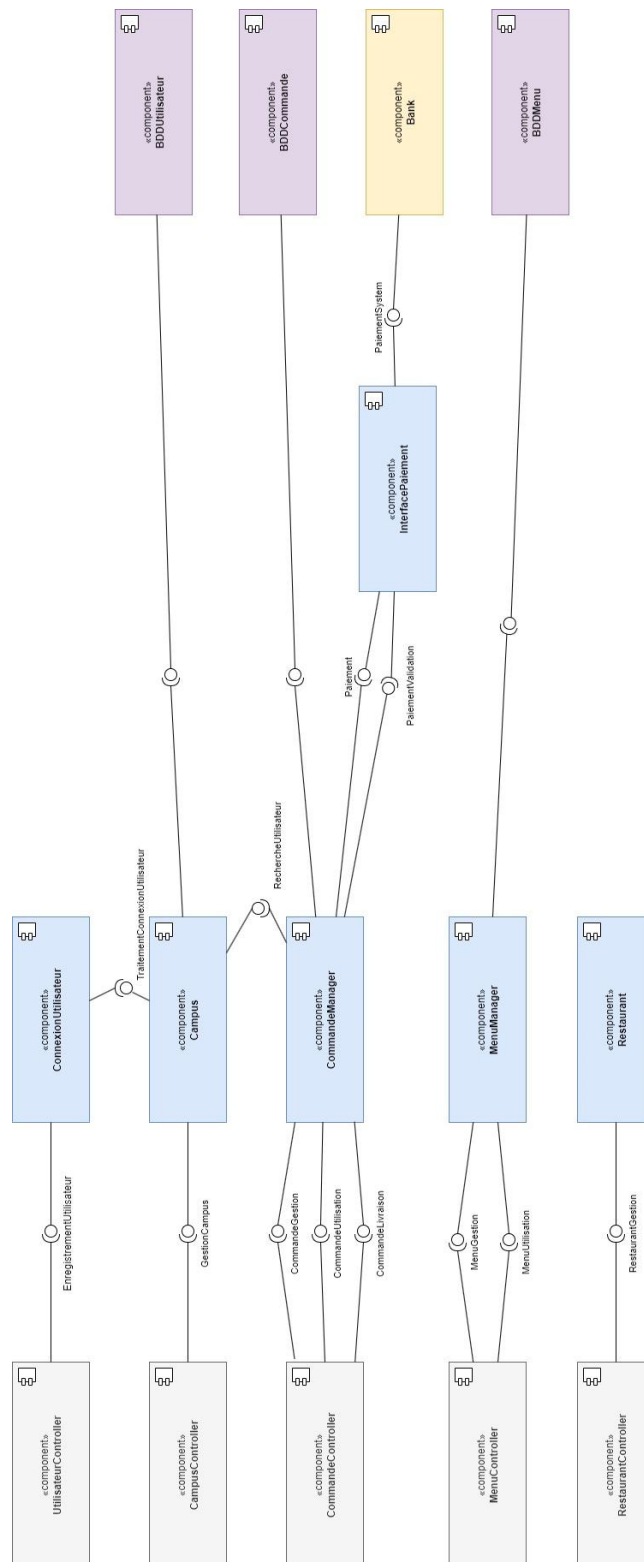 «component»
UtilisateurController
«component»
CampusController
«component»
CommandeController
«component»
MenuController
«component»
RestaurantController
EnregistrementUtilisateur
GestionCampus
CommandeGestion
CommandeUtilisation
CommandeLivraison
MenuGestion
MenuUtilisation
RestaurantGestion
«component»
ConnexionUtilisateur
TraitementConnexionUtilisateur
«component»
Campus
RechercheUtilisateur
«component»
CommandeManager
«component»
MenuManager
«component»
Restaurant
Paiement
PaiementValidation
«component»
InterfacePaiement
PaiementSystem
«component»
BDDUtilisateur
«component»
BDDCommande
«component»
Bank
«component»
BDDMenu